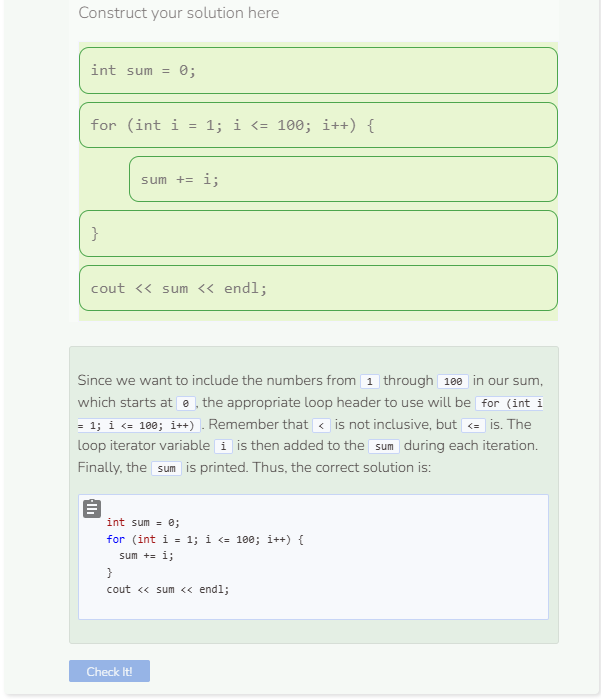 Construct your solution here
int sum = 0;
for (int i = 1; i <= 100; i++) {
sum += i;
}
cout << sum << endl;
Since we want to include the numbers from 1 through 100 in our sum,
which starts at 0, the appropriate loop header to use will be for (int i
= 1; i <= 100; i++). Remember that < is not inclusive, but <= is. The
loop iterator variable i is then added to the sum during each iteration.
Finally, the sum is printed. Thus, the correct solution is:
int sum = 0;
for (int i = 1; i <= 100; i++) {
  sum += i;
}
cout << sum << endl;
Check It!